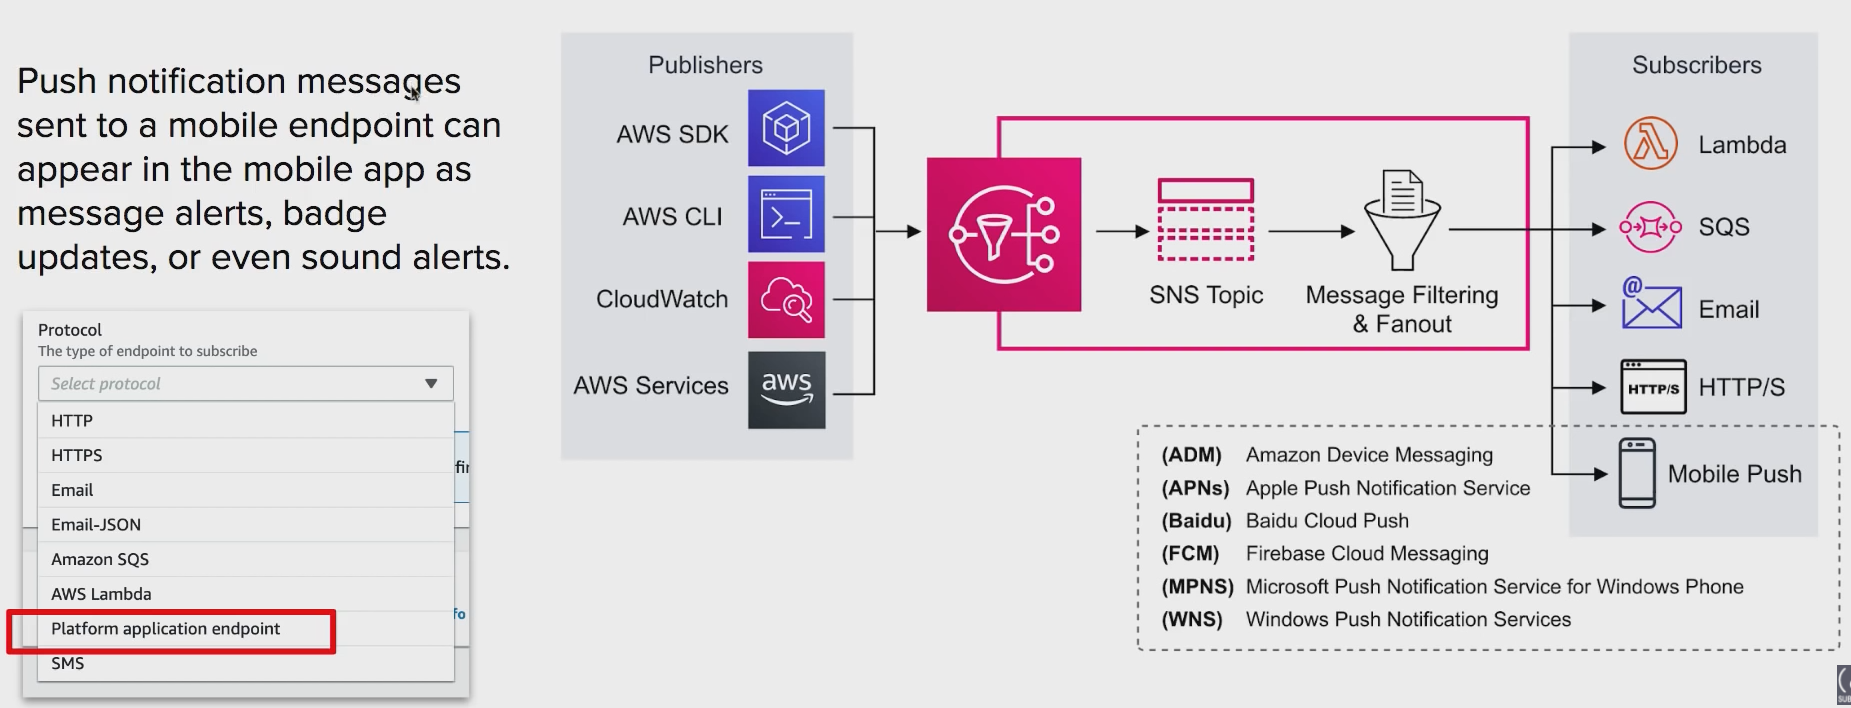 Push notification messages
sent to a mobile endpoint can
appear in the mobile app as
message alerts, badge
updates, or even sound alerts.
Protocol
The type of endpoint to subscribe
Select protocol
HTTP
HTTPS
Email
Email-JSON
Amazon SQS
AWS Lambda
Platform application endpoint
SMS
fo
Publishers
AWS SDK
AWS CLI
CloudWatch
AWS Services
aws
SNS Topic
Message Filtering
& Fanout
Subscribers
Lambda
SQS
@
Email
HTTP/S
HTTP/S
Mobile Push
(ADM) Amazon Device Messaging
(APNs) Apple Push Notification Service
(Baidu) Baidu Cloud Push
(FCM) Firebase Cloud Messaging
(MPNS) Microsoft Push Notification Service for Windows Phone
(WNS) Windows Push Notification Services